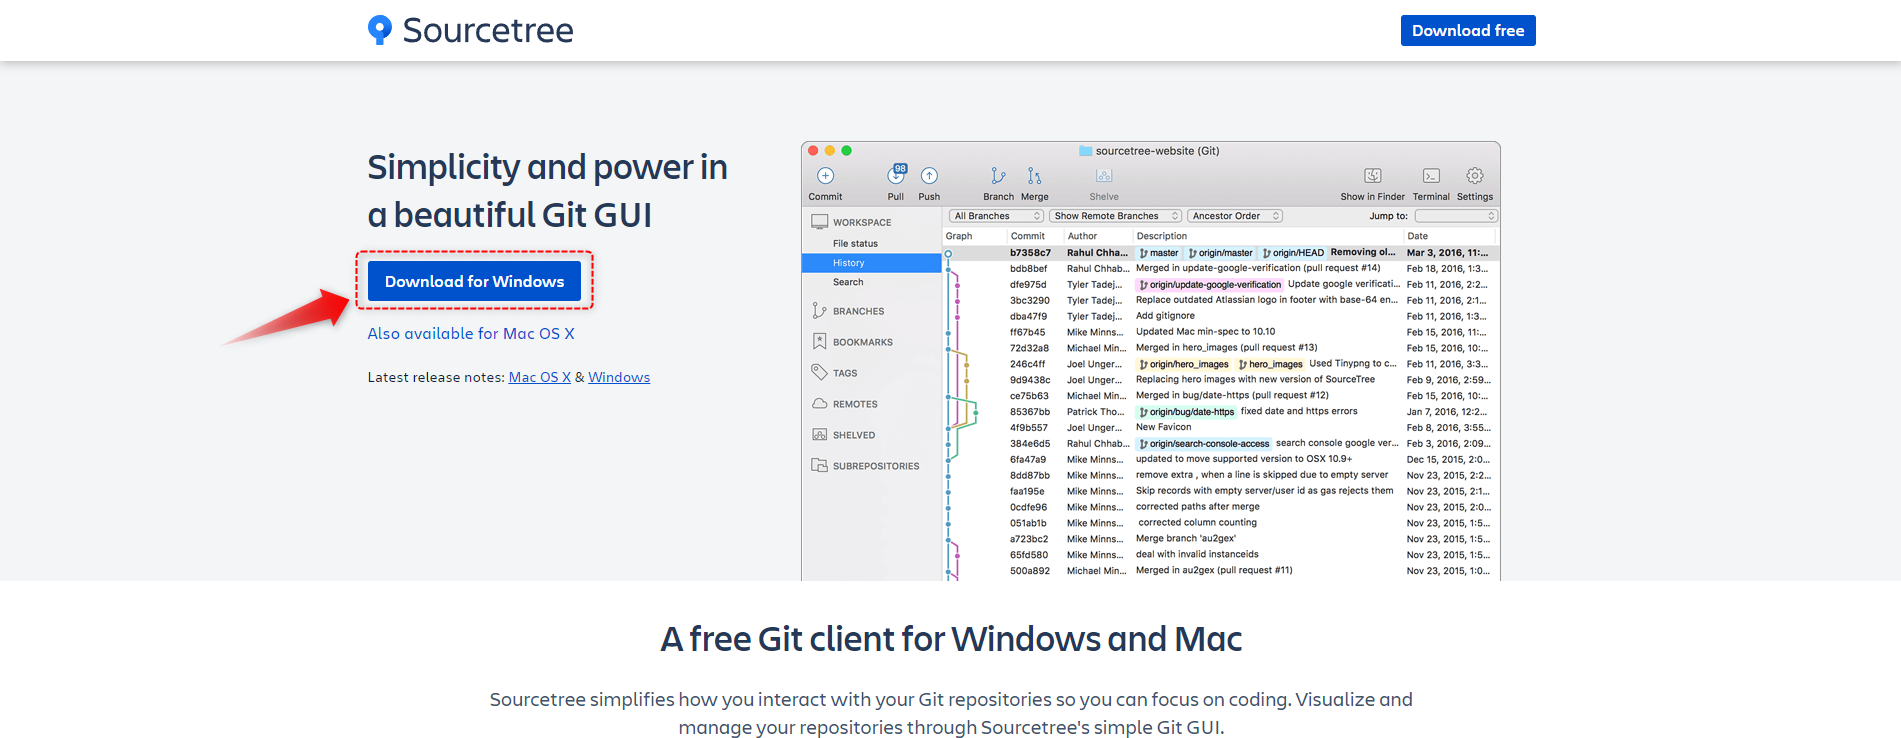 Sourcetree
Download free
Simplicity and power in
a beautiful Git GUI
Download for Windows
Also available for Mac OS X
Latest release notes: Mac OS X & Windows
sourcetree-website (Git)
98
Commit Pull Push Branch Merge Shelve Show in Finder Terminal Settings
All Branches Show Remote Branches Ancestor Order Jump to:
WORKSPACE
File status
History
Search
BRANCHES
BOOKMARKS
TAGS
REMOTES
SHELVED
SUBREPOSITORIES
Graph Commit Author Description Date
b7358c7 Rahul Chha... master origin/master origin/HEAD Removing ol... Mar 3, 2016, 11:...
bdb8bef Rahul Chhab... Merged in update-google-verification (pull request #14) Feb 18, 2016, 1:3...
dfe975d Tyler Tadej... origin/update-google-verification Update google verificati... Feb 11, 2016, 2:2...
3bc3290 Tyler Tadej... Replace outdated Atlassian logo in footer with base-64 en... Feb 11, 2016, 2:1...
dba47f9 Tyler Tadej... Add gitignore Feb 11, 2016, 1:3...
ff67b45 Mike Minns... Updated Mac min-spec to 10.10 Feb 15, 2016, 11:...
72d32a8 Michael Min... Merged in hero_images (pull request #13) Feb 15, 2016, 10:...
246c4ff Joel Unger... origin/hero_images hero_images Used Tinypng to c... Feb 11, 2016, 3:3...
9d9438c Joel Unger... Replacing hero images with new version of SourceTree Feb 9, 2016, 2:59...
ce75b63 Michael Min... Merged in bug/date-https (pull request #12) Feb 15, 2016, 10:...
85367bb Patrick Tho... origin/bug/date-https fixed date and https errors Jan 7, 2016, 12:2...
4f9b557 Joel Unger... New Favicon Feb 8, 2016, 3:55...
384e6d5 Rahul Chhab... origin/search-console-access search console google ver... Feb 3, 2016, 2:09...
6fa47a9 Mike Minns... updated to move supported version to OSX 10.9+ Dec 15, 2015, 2:0...
8dd87bb Mike Minns... remove extra , when a line is skipped due to empty server Nov 23, 2015, 2:2...
faa195e Mike Minns... Skip records with empty server/user id as gas rejects them Nov 23, 2015, 2:1...
0cdfe96 Mike Minns... corrected paths after merge Nov 23, 2015, 2:0...
051ab1b Mike Minns... corrected column counting Nov 23, 2015, 1:5...
a723bc2 Mike Minns... Merge branch 'au2gex' Nov 23, 2015, 1:5...
65fd580 Mike Minns... deal with invalid instanceids Nov 23, 2015, 1:5...
500a892 Michael Min... Merged in au2gex (pull request #11) Nov 23, 2015, 1:0...
A free Git client for Windows and Mac
Sourcetree simplifies how you interact with your Git repositories so you can focus on coding. Visualize and
manage your repositories through Sourcetree's simple Git GUI.